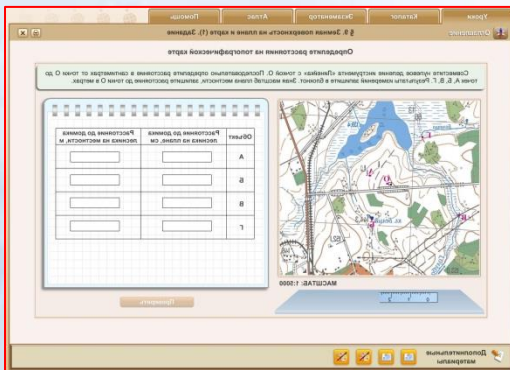 Уроки Каталог Экзаменатор Атлас Помощь
Оглавление § 9. Земная поверхность на плане и карте (1). Задание
Определите расстояния на топографической карте
Совместите нулевое деление инструмента «Линейка» с точкой О. Последовательно определите расстояние в сантиметрах от точки О до
точки А, Б, В, Г. Результаты измерений запишите в блокнот. Зная масштаб плана местности, запишите расстояние до точки О в метрах.
Объект Расстояние до домика лесника на плане, см Расстояние до домика лесника на местности, м
А
Б
В
Г
МАСШТАБ: 1:5000
Проверить
Дополнительные
материалы